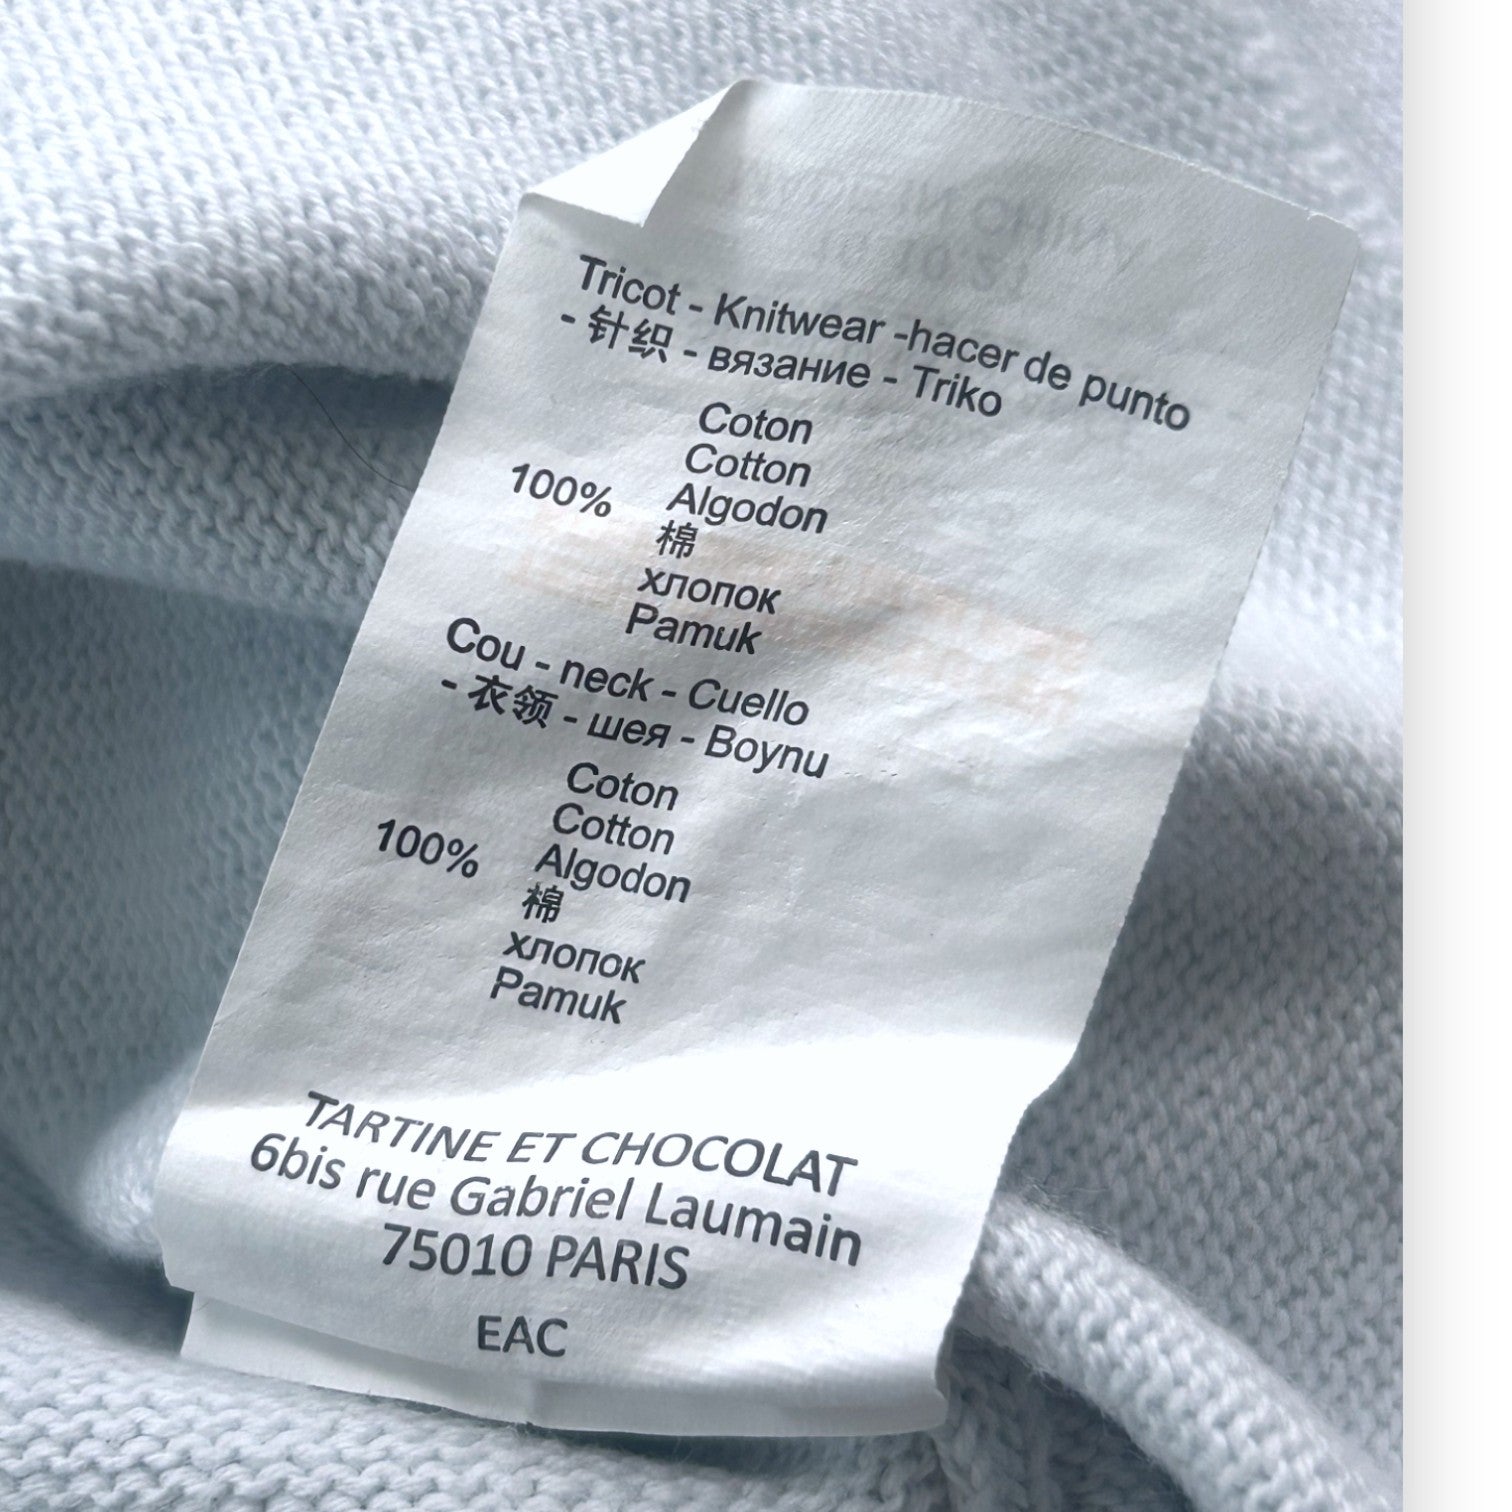 Tricot - Knitwear -hacer de punto
- 针织 - вязание - Triko
Coton
Cotton
100% Algodon
棉
хлопок
Pamuk
Cou - neck - Cuello
- 衣领 - шея - Boynu
Coton
Cotton
100% Algodon
棉
хлопок
Pamuk
TARTINE ET CHOCOLAT
6bis rue Gabriel Laumain
75010 PARIS
EAC